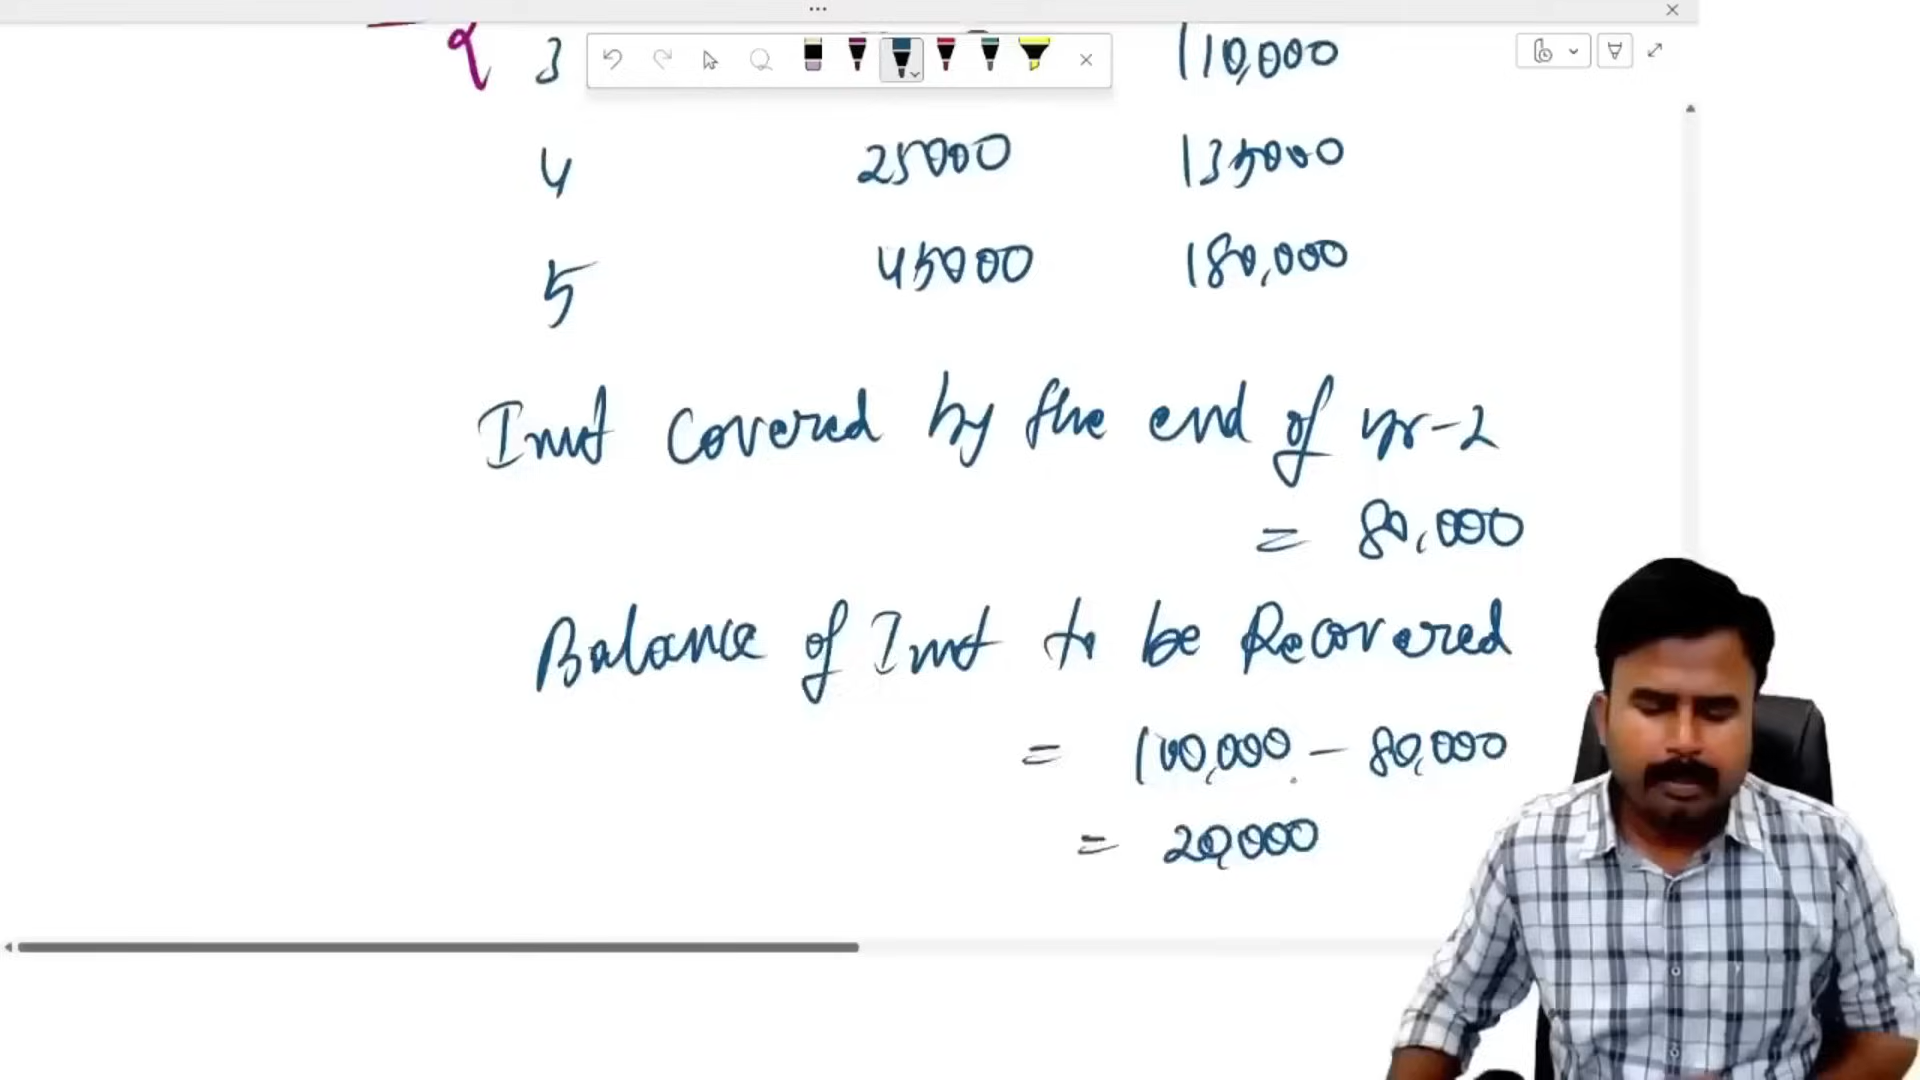 3 110,000
4 25000 135000
5 45000 180,000
Invt covered by the end of yr-2
= 80,000
Balance of Invt to be Recovered
= 100,000 - 80,000
= 20,000